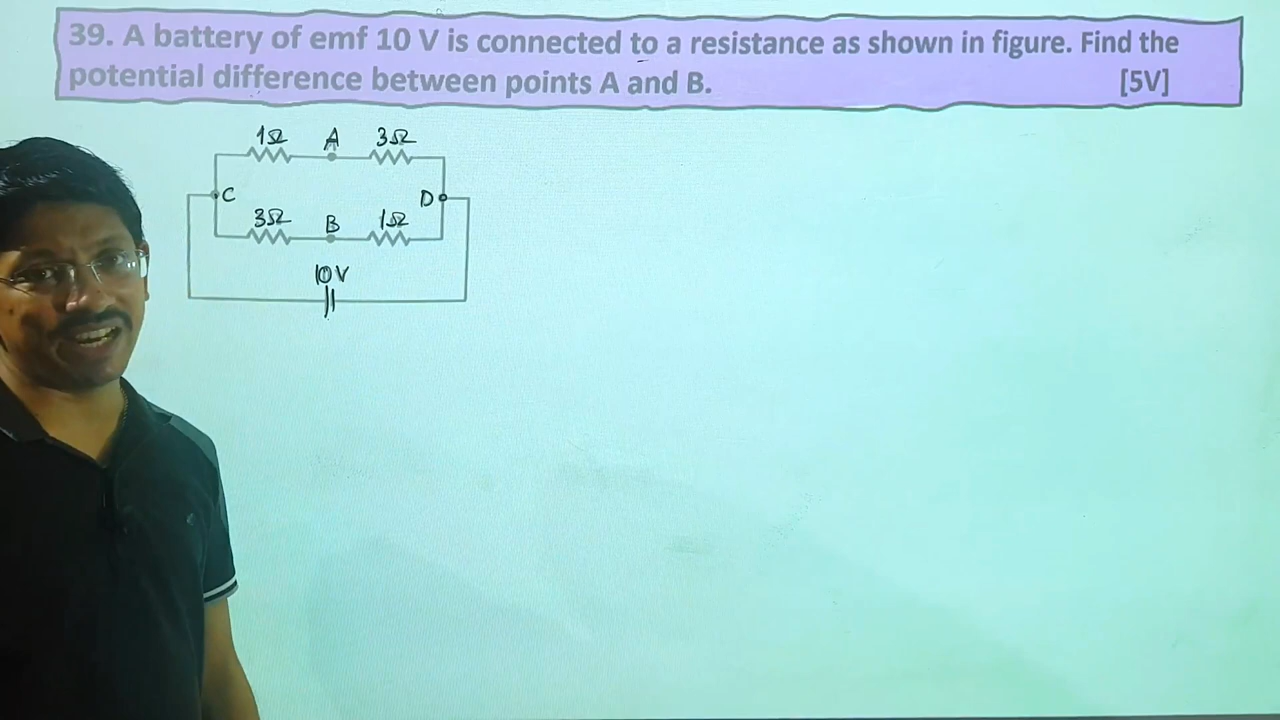 39. A battery of emf 10 V is connected to a resistance as shown in figure. Find the
potential difference between points A and B. [5V]
1Ω A 3Ω
C D
3Ω B 1Ω
10V